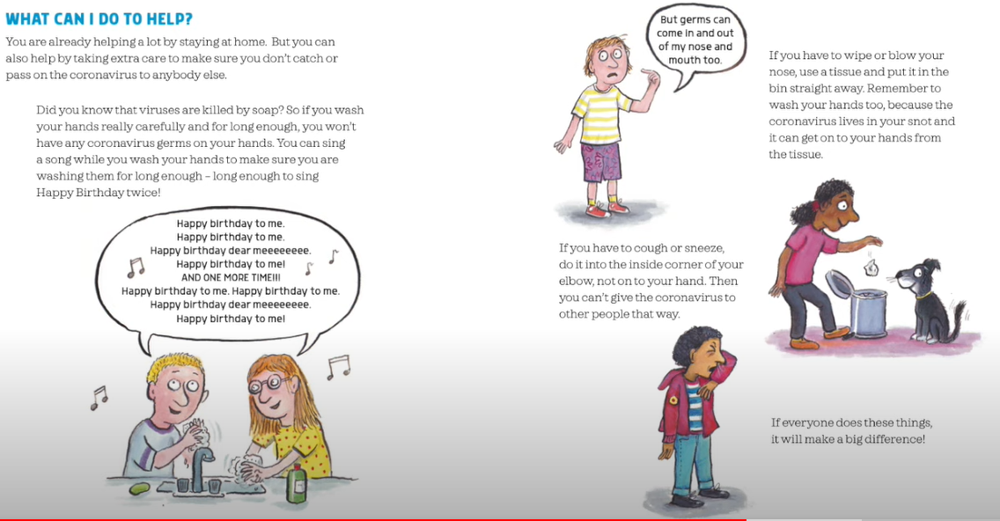 WHAT CAN I DO TO HELP?
You are already helping a lot by staying at home. But you can
also help by taking extra care to make sure you don't catch or
pass on the coronavirus to anybody else.
Did you know that viruses are killed by soap? So if you wash
your hands really carefully and for long enough, you won't
have any coronavirus germs on your hands. You can sing
a song while you wash your hands to make sure you are
washing them for long enough – long enough to sing
Happy Birthday twice!
Happy birthday to me.
Happy birthday to me.
Happy birthday dear meeeeeeee.
Happy birthday to me!
AND ONE MORE TIME!!!
Happy birthday to me. Happy birthday to me.
Happy birthday dear meeeeeeee.
Happy birthday to me!
But germs can
come in and out
of my nose and
mouth too.
If you have to cough or sneeze,
do it into the inside corner of your
elbow, not on to your hand. Then
you can't give the coronavirus to
other people that way.
If you have to wipe or blow your
nose, use a tissue and put it in the
bin straight away. Remember to
wash your hands too, because the
coronavirus lives in your snot and
it can get on to your hands from
the tissue.
If everyone does these things,
it will make a big difference!